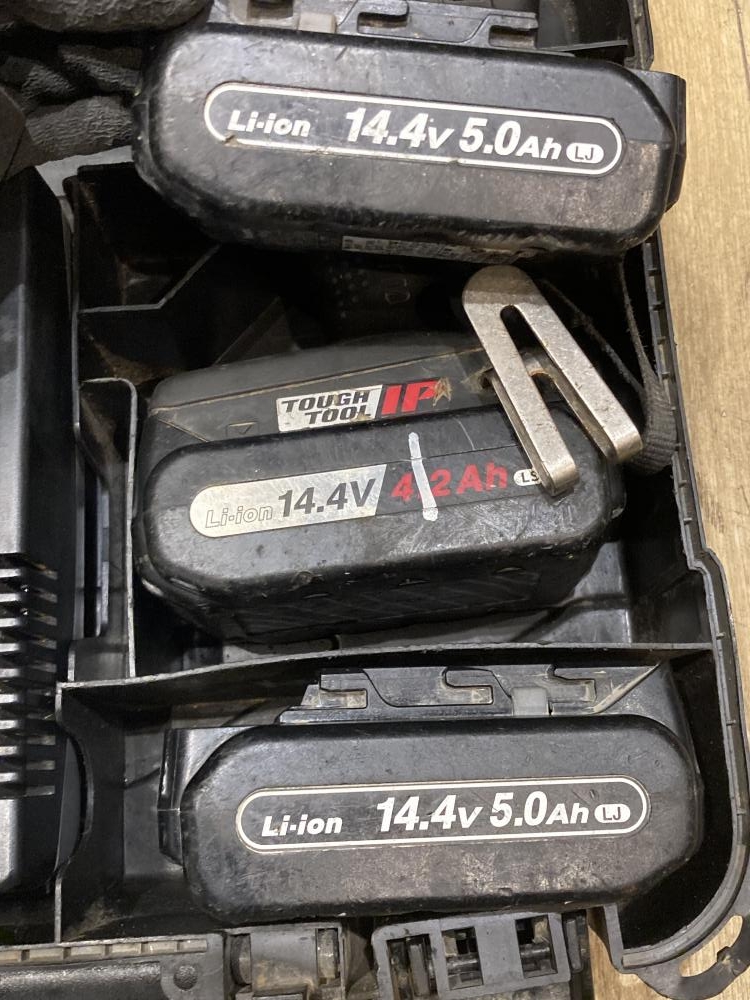 Li-ion 14.4V 5.0Ah LJ
TOUGH TOOL IP
Li-ion 14.4V 4.2Ah LS
Li-ion 14.4V 5.0Ah LJ